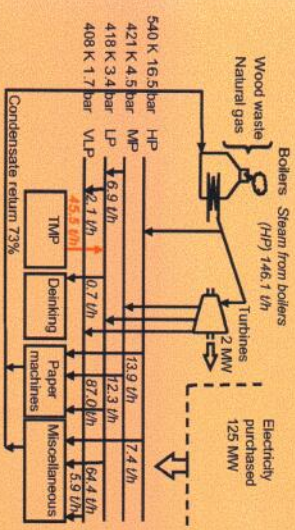 Wood waste
Natural gas
Boilers
Steam from boilers
(HP) 146.1 t/h
Turbines
2 MW
Electricity
purchased
125 MW
540 K 16.5 bar HP
421 K 4.5 bar MP
418 K 3.4 bar LP
408 K 1.7 bar VLP
6.9 t/h
2.1 t/h
45.5 t/h
0.7 t/h
13.9 t/h
12.3 t/h
87.0 t/h
7.4 t/h
64.4 t/h
5.9 t/h
TMP
Deinking
Paper
machines
Miscellaneous
Condensate return 73%